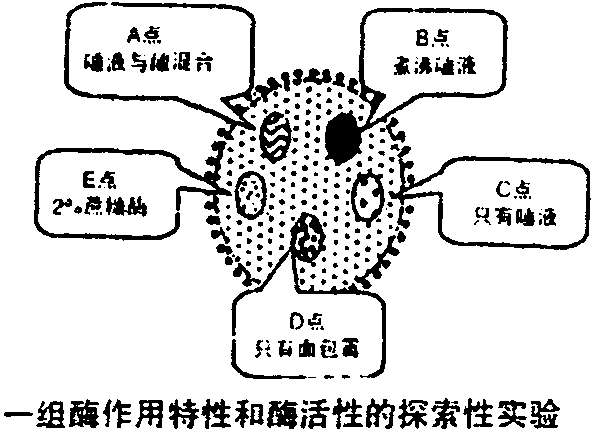 A点
唾液与酸混合
B点
煮沸唾液
E点
2%蔗糖酶
C点
只有唾液
D点
只有面包霉
一组酶作用特性和酶活性的探索性实验